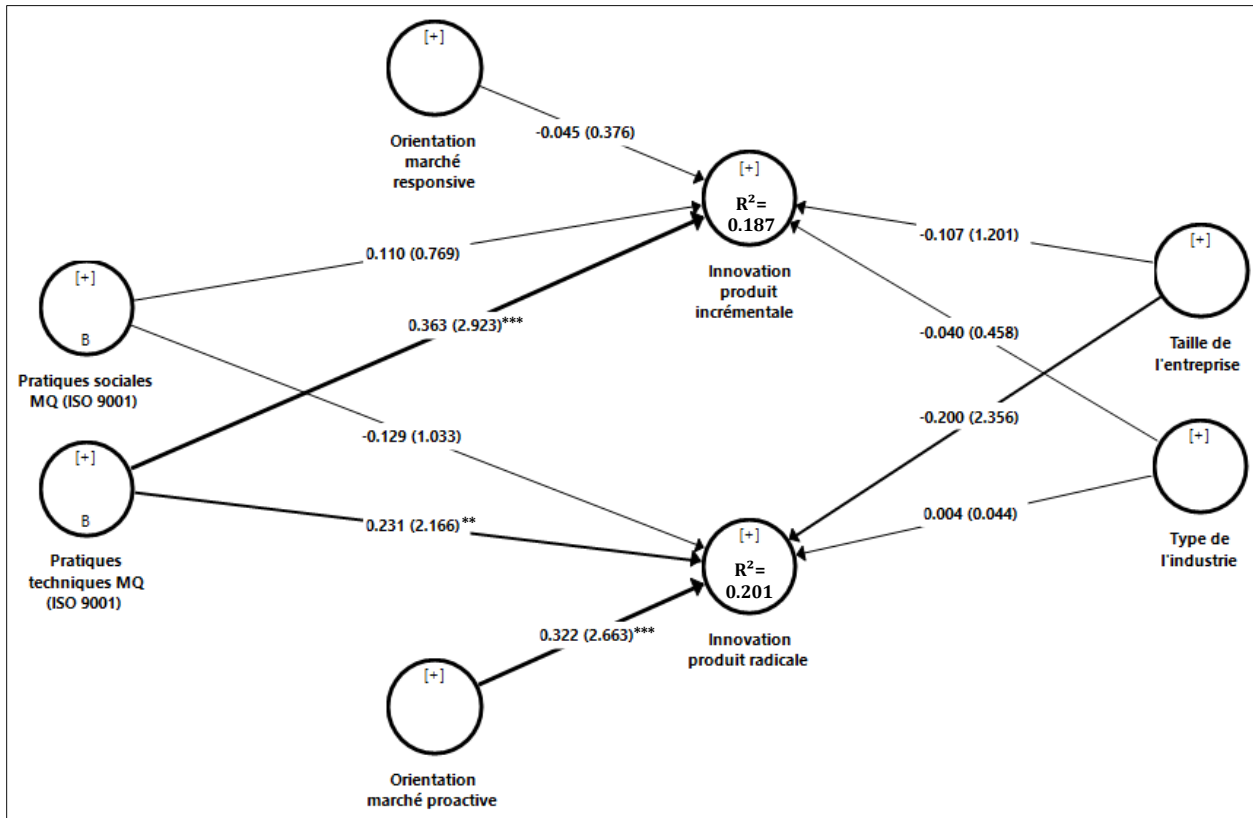 [+]
Orientation
marché
responsive
-0.045 (0.376)
[+]
R²=
0.187
Innovation
produit
incrémentale
0.110 (0.769)
-0.107 (1.201)
[+]
Taille de
l'entreprise
[+]
B
Pratiques sociales
MQ (ISO 9001)
0.363 (2.923)***
-0.040 (0.458)
-0.129 (1.033)
-0.200 (2.356)
[+]
Type de
l'industrie
[+]
B
Pratiques
techniques MQ
(ISO 9001)
0.231 (2.166)**
0.004 (0.044)
[+]
R²=
0.201
Innovation
produit radicale
0.322 (2.663)***
[+]
Orientation
marché proactive